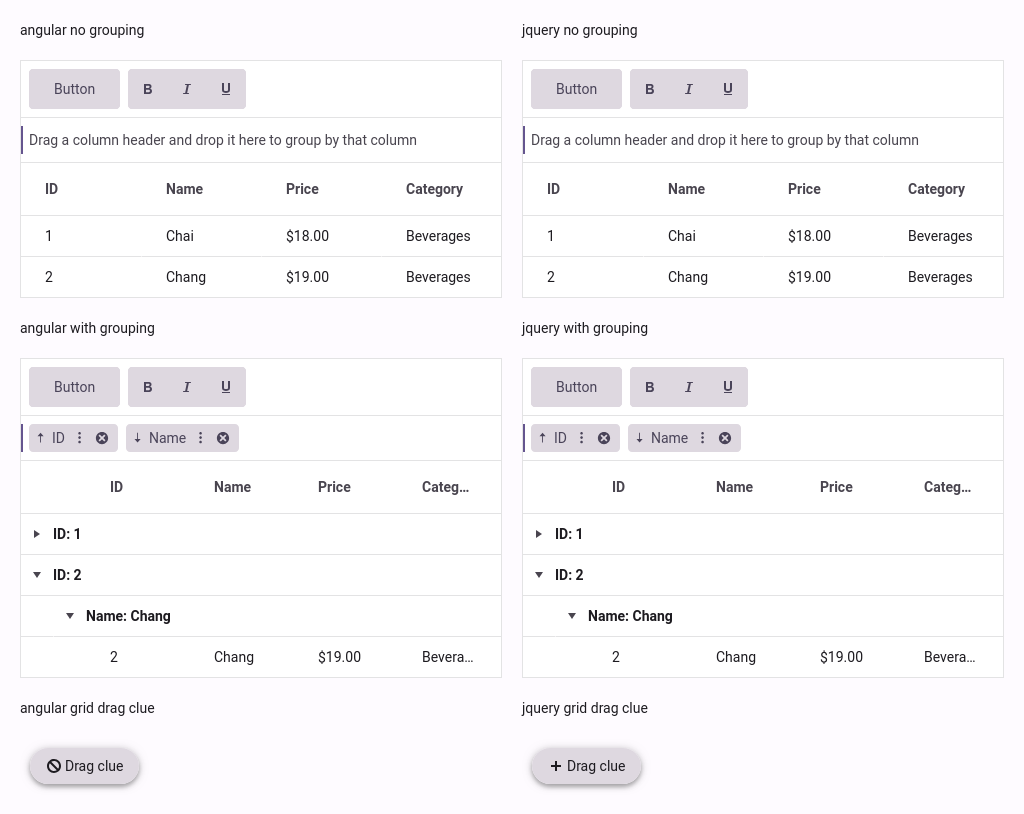 angular no grouping
Button B I U
Drag a column header and drop it here to group by that column
ID Name Price Category
1 Chai $18.00 Beverages
2 Chang $19.00 Beverages
jquery no grouping
Button B I U
Drag a column header and drop it here to group by that column
ID Name Price Category
1 Chai $18.00 Beverages
2 Chang $19.00 Beverages
angular with grouping
Button B I U
ID Name
ID Name Price Categ...
ID: 1
ID: 2
Name: Chang
2 Chang $19.00 Bevera...
jquery with grouping
Button B I U
ID Name
ID Name Price Categ...
ID: 1
ID: 2
Name: Chang
2 Chang $19.00 Bevera...
angular grid drag clue
Drag clue
jquery grid drag clue
Drag clue